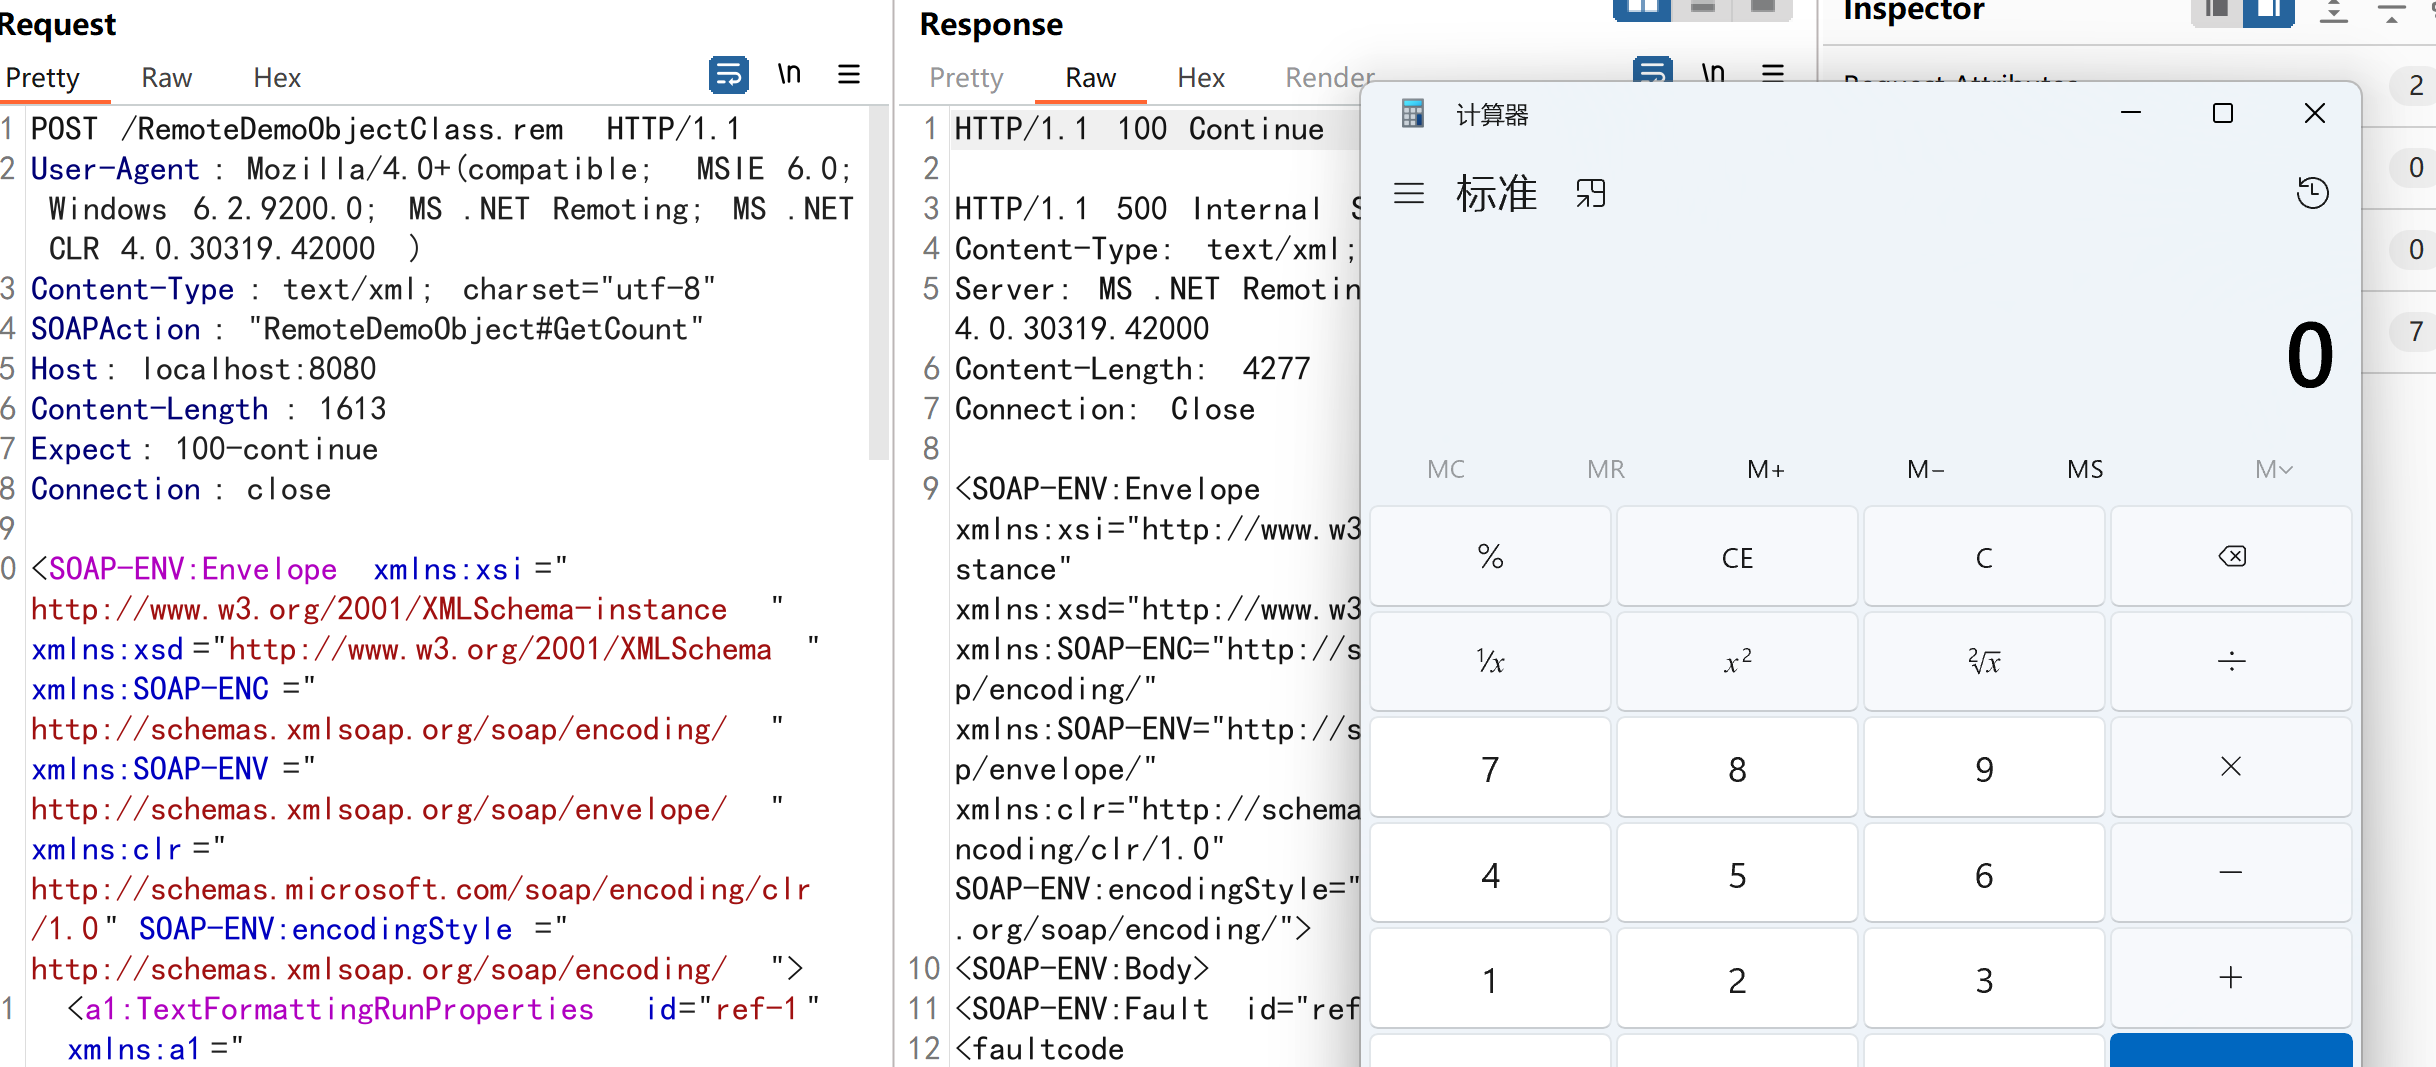 Request
Pretty Raw Hex
\n
1 POST /RemoteDemoObjectClass.rem HTTP/1.1
2 User-Agent : Mozilla/4.0+(compatible; MSIE 6.0;
Windows 6.2.9200.0; MS .NET Remoting; MS .NET
CLR 4.0.30319.42000 )
3 Content-Type : text/xml; charset="utf-8"
4 SOAPAction : "RemoteDemoObject#GetCount"
5 Host : localhost:8080
6 Content-Length : 1613
7 Expect : 100-continue
8 Connection : close
9
0 <SOAP-ENV:Envelope xmlns:xsi ="
http://www.w3.org/2001/XMLSchema-instance "
xmlns:xsd ="http://www.w3.org/2001/XMLSchema "
xmlns:SOAP-ENC ="
http://schemas.xmlsoap.org/soap/encoding/ "
xmlns:SOAP-ENV ="
http://schemas.xmlsoap.org/soap/envelope/ "
xmlns:clr ="
http://schemas.microsoft.com/soap/encoding/clr
/1.0 " SOAP-ENV:encodingStyle ="
http://schemas.xmlsoap.org/soap/encoding/ ">
1 <a1:TextFormattingRunProperties id="ref-1 "
xmlns:a1 ="
Response
Pretty Raw Hex Render
\n
1 HTTP/1.1 100 Continue
2
3 HTTP/1.1 500 Internal S
4 Content-Type: text/xml;
5 Server: MS .NET Remotin
4.0.30319.42000
6 Content-Length: 4277
7 Connection: Close
8
9 <SOAP-ENV:Envelope
xmlns:xsi="http://www.w3
stance"
xmlns:xsd="http://www.w3
xmlns:SOAP-ENC="http://s
p/encoding/"
xmlns:SOAP-ENV="http://s
p/envelope/"
xmlns:clr="http://schema
ncoding/clr/1.0"
SOAP-ENV:encodingStyle="
.org/soap/encoding/">
10 <SOAP-ENV:Body>
11 <SOAP-ENV:Fault id="ref
12 <faultcode
Inspector
Request Attributes 2
0
0
7
计算器
标准
0
MC MR M+ M− MS M
% CE C
¹/x x² ²√x ÷
7 8 9 ×
4 5 6 −
1 2 3 +